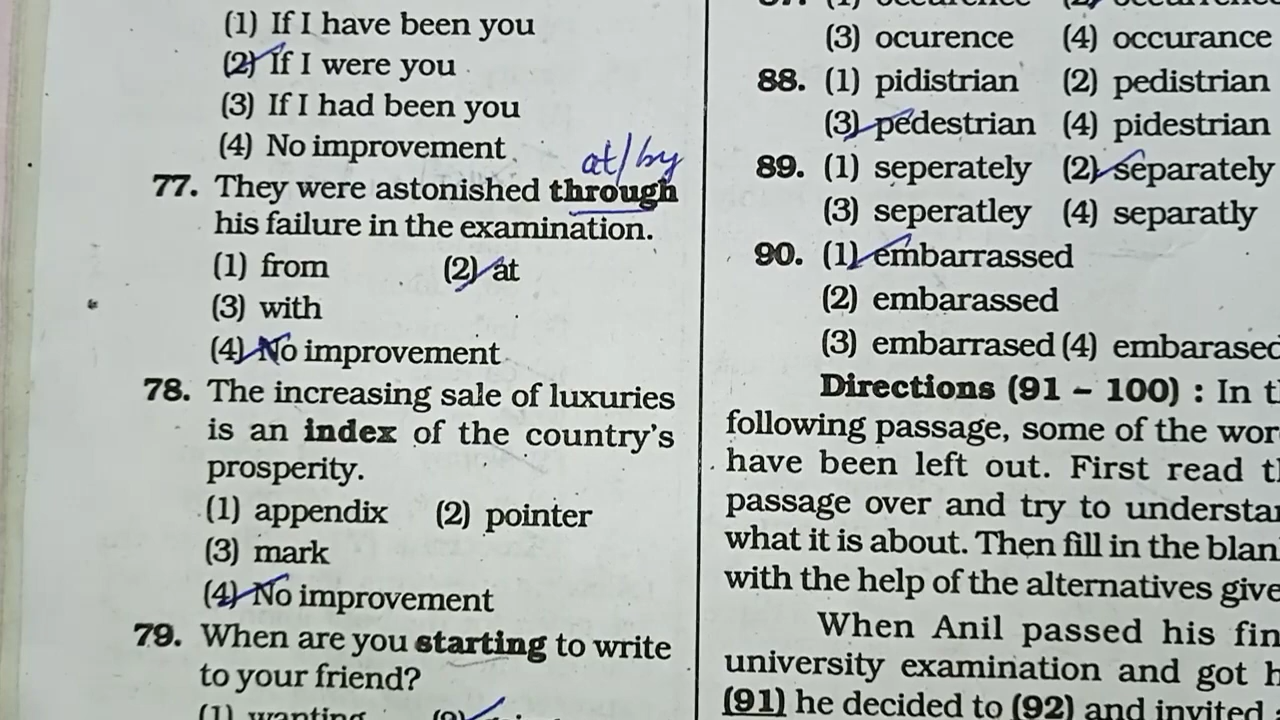 (1) If I have been you
(2) If I were you
(3) If I had been you
(4) No improvement
at/by
77. They were astonished through
his failure in the examination.
(1) from (2) at
(3) with
(4) No improvement
78. The increasing sale of luxuries
is an index of the country's
prosperity.
(1) appendix (2) pointer
(3) mark
(4) No improvement
79. When are you starting to write
to your friend?
(1) wanting (2)
(3) ocurence (4) occurance
88. (1) pidistrian (2) pedistrian
(3) pedestrian (4) pidestrian
89. (1) seperately (2) separately
(3) seperatley (4) separatly
90. (1) embarrassed
(2) embarassed
(3) embarrased (4) embarased
Directions (91 – 100) : In
following passage, some of the
have been left out. First read
passage over and try to
what it is about. Then fill in the
with the help of the alternatives
When Anil passed his
university examination and got
(91) he decided to (92) and invited